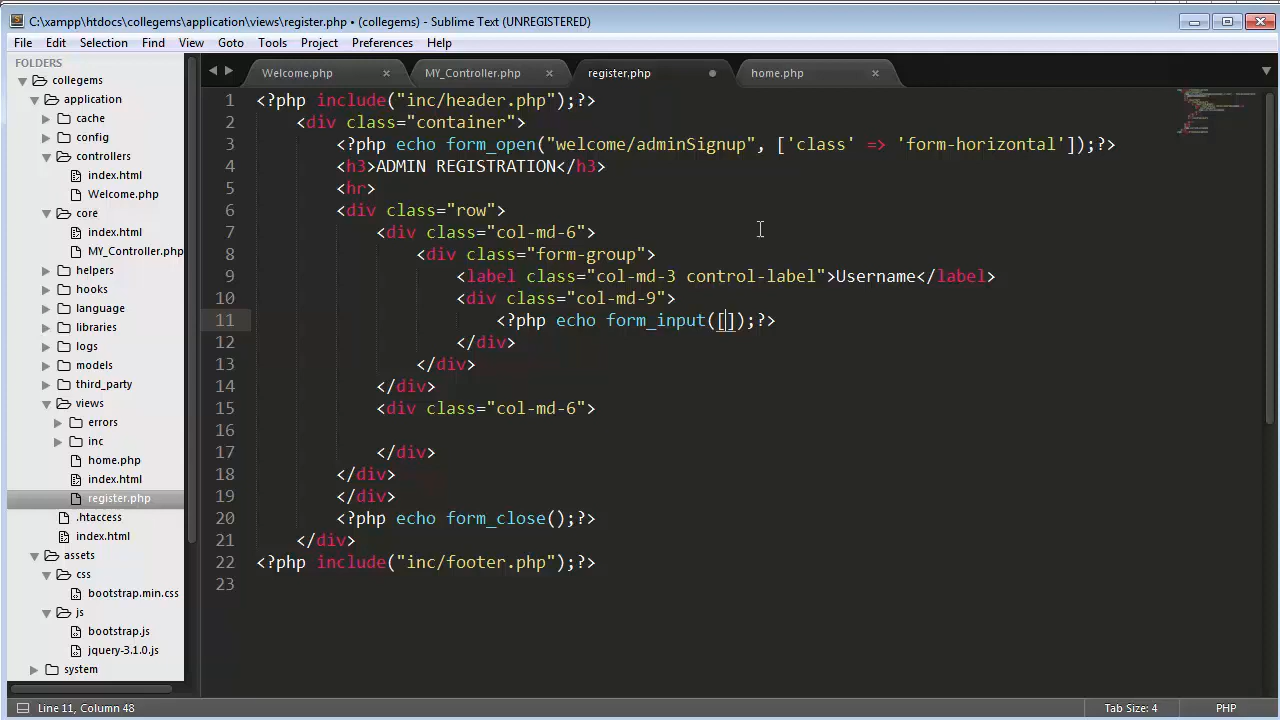 C:\xampp\htdocs\collegems\application\views\register.php • (collegems) - Sublime Text (UNREGISTERED)
File Edit Selection Find View Goto Tools Project Preferences Help
FOLDERS
collegems
application
cache
config
controllers
index.html
Welcome.php
core
index.html
MY_Controller.php
helpers
hooks
language
libraries
logs
models
third_party
views
errors
inc
home.php
index.html
register.php
.htaccess
index.html
assets
css
bootstrap.min.css
js
bootstrap.js
jquery-3.1.0.js
system
Welcome.php MY_Controller.php register.php home.php
1 <?php include("inc/header.php");?>
2 <div class="container">
3 <?php echo form_open("welcome/adminSignup", ['class' => 'form-horizontal']);?>
4 <h3>ADMIN REGISTRATION</h3>
5 <hr>
6 <div class="row">
7 <div class="col-md-6">
8 <div class="form-group">
9 <label class="col-md-3 control-label">Username</label>
10 <div class="col-md-9">
11 <?php echo form_input([]);?>
12 </div>
13 </div>
14 </div>
15 <div class="col-md-6">
16
17 </div>
18 </div>
19 </div>
20 <?php echo form_close();?>
21 </div>
22 <?php include("inc/footer.php");?>
23
Line 11, Column 48 Tab Size: 4 PHP